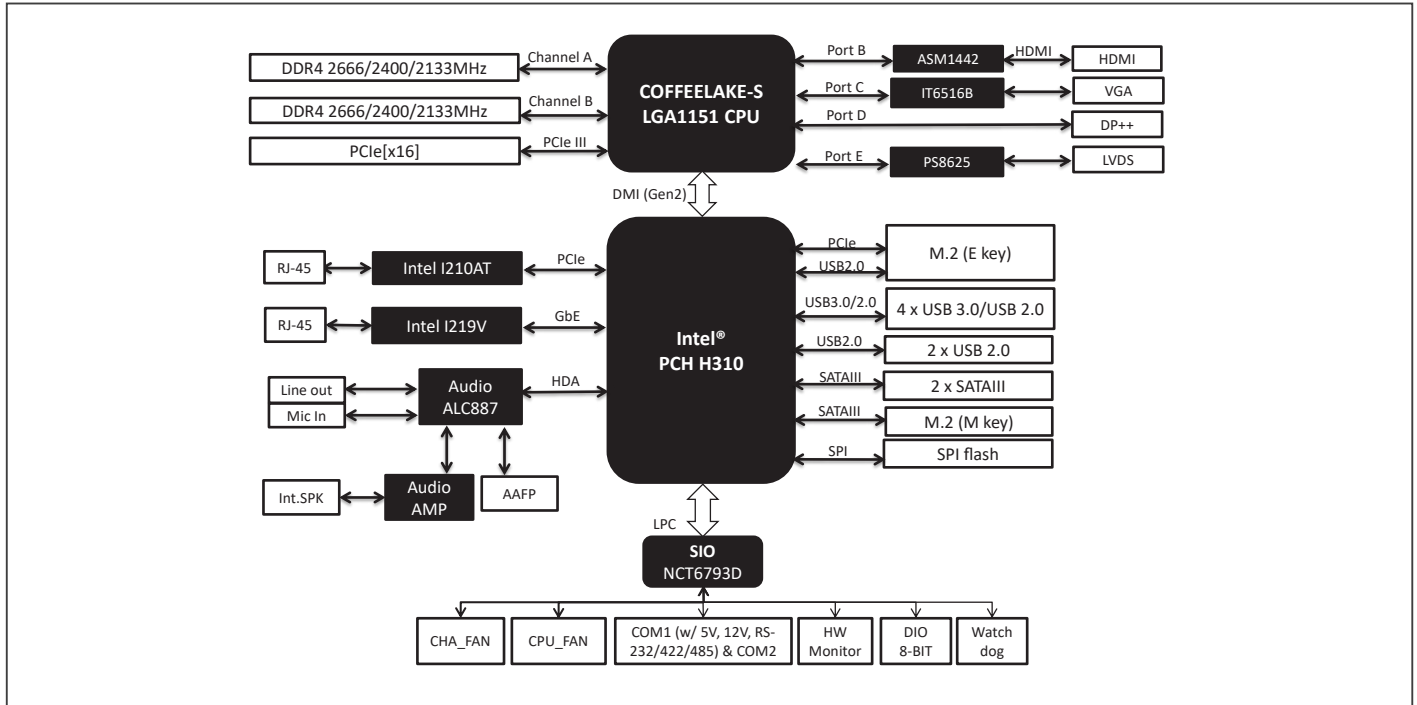 Channel A
DDR4 2666/2400/2133MHz
Channel B
DDR4 2666/2400/2133MHz
PCIe III
PCIe[x16]
COFFEELAKE-S
LGA1151 CPU
Port B
ASM1442
HDMI
HDMI
Port C
IT6516B
VGA
Port D
DP++
Port E
PS8625
LVDS
DMI (Gen2)
RJ-45
Intel I210AT
PCIe
RJ-45
Intel I219V
GbE
Line out
Mic In
Audio
ALC887
HDA
Int.SPK
Audio
AMP
AAFP
Intel®
PCH H310
PCIe
USB2.0
M.2 (E key)
USB3.0/2.0
4 x USB 3.0/USB 2.0
USB2.0
2 x USB 2.0
SATAIII
2 x SATAIII
SATAIII
M.2 (M key)
SPI
SPI flash
LPC
SIO
NCT6793D
CHA_FAN
CPU_FAN
COM1 (w/ 5V, 12V, RS-
232/422/485) & COM2
HW
Monitor
DIO
8-BIT
Watch
dog